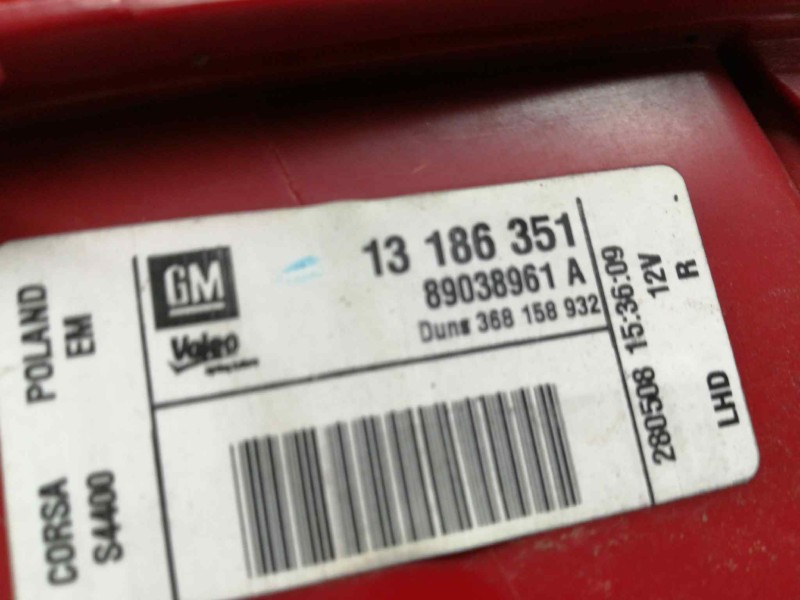 POLAND
EM
CORSA
S4400
GM
Valeo
13 186 351
89038961 A
Duns 368 158 932
280508 15:36:09
12V
R
LHD